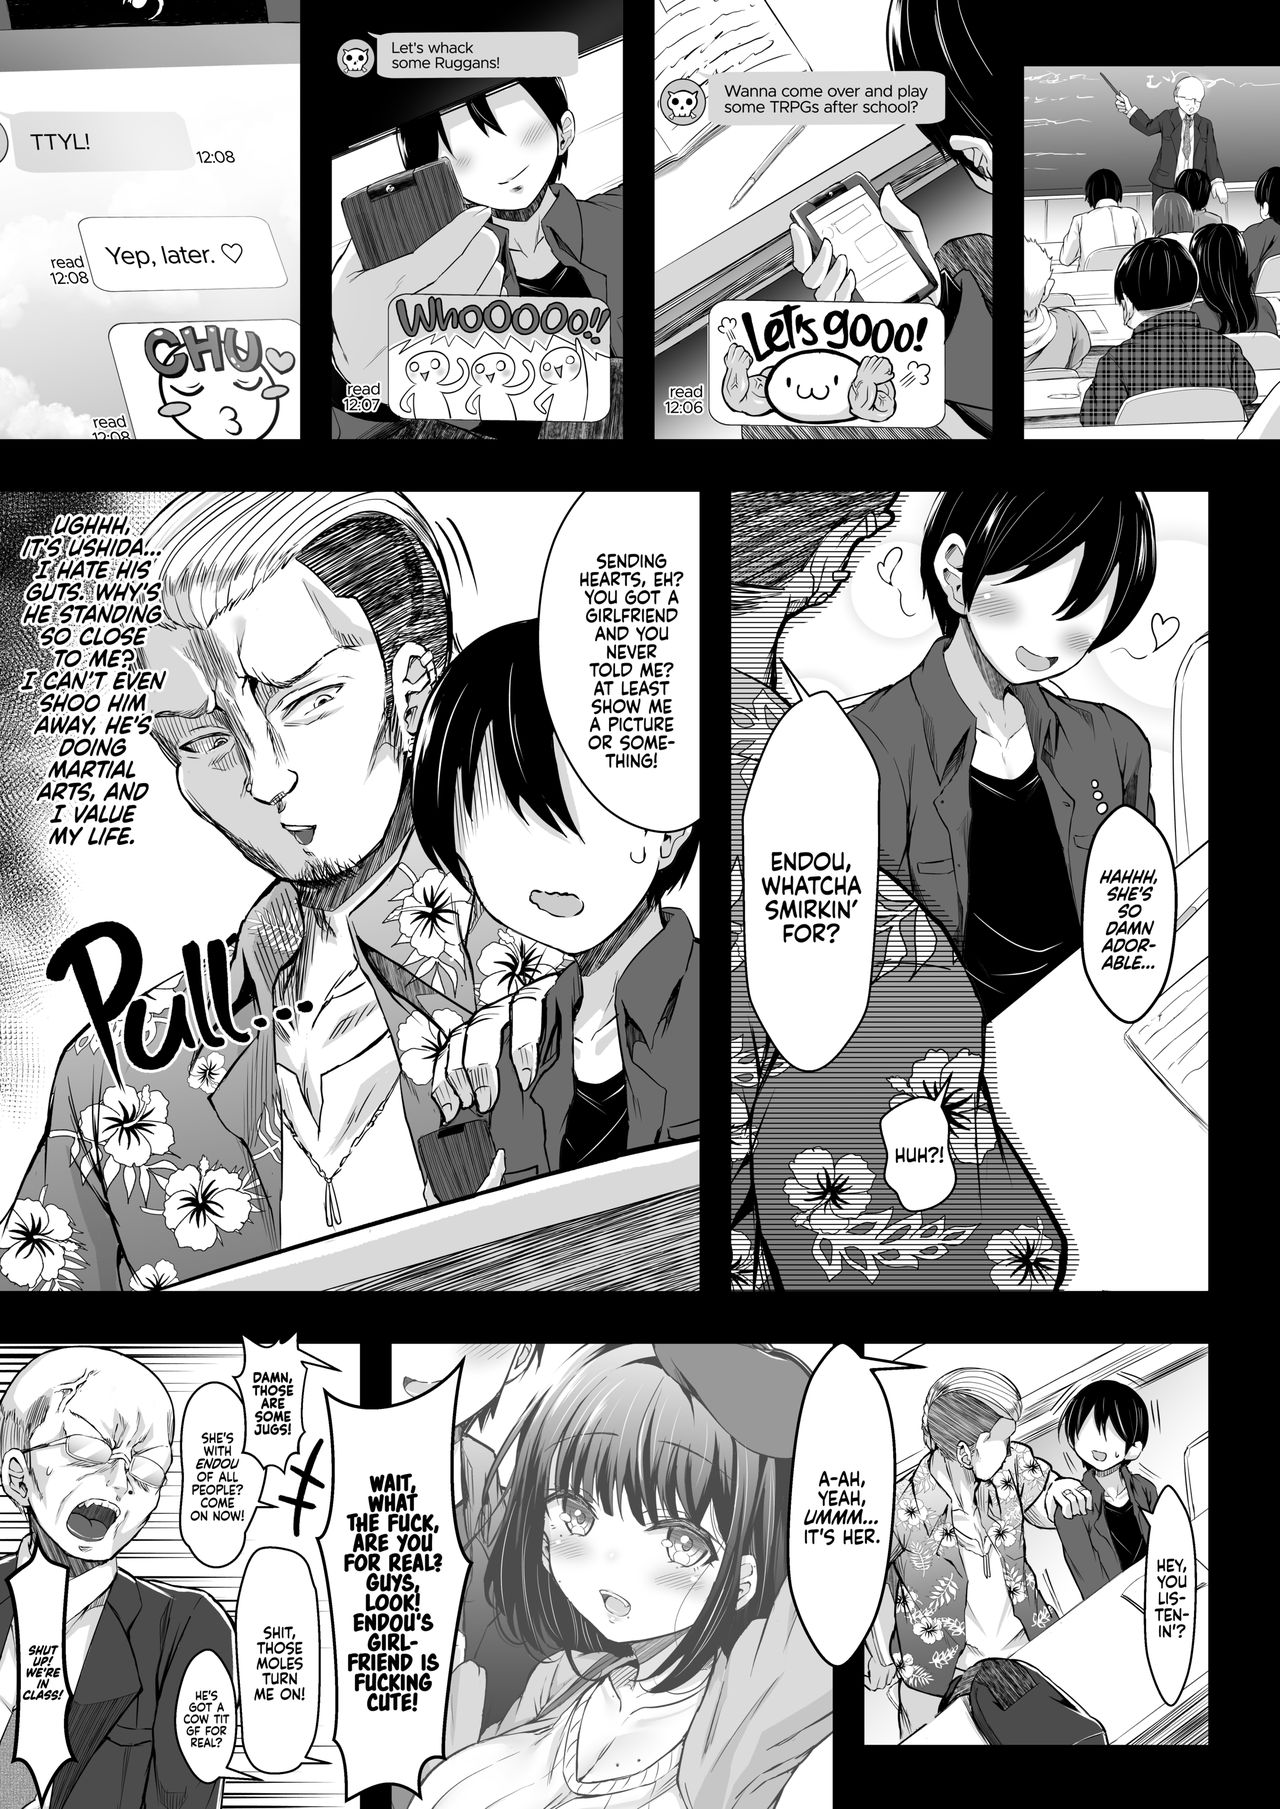 Wanna come over and play
some TRPGs after school?
Let's gooo!
read
12:06
Let's whack
some Ruggans!
Whooooo!!
read
12:07
TTYL!
12:08
Yep, later. ♡
read
12:08
CHU
read
12:08
HAHHH,
SHE'S
SO
DAMN
ADOR-
ABLE...
ENDOU,
WHATCHA
SMIRKIN'
FOR?
HUH?!
SENDING
HEARTS, EH?
YOU GOT A
GIRLFRIEND
AND YOU
NEVER
TOLD ME?
AT LEAST
SHOW ME
A PICTURE
OR SOME-
THING!
Pull...
UGHHH,
IT'S USHIDA...
I HATE HIS
GUTS. WHY'S
HE STANDING
SO CLOSE
TO ME?
I CAN'T EVEN
SHOO HIM
AWAY, HE'S
DOING
MARTIAL
ARTS, AND
I VALUE
MY LIFE.
HEY,
YOU
LIS-
TEN-
IN'?
A-AH,
YEAH,
UMMM...
IT'S HER.
WAIT,
WHAT
THE FUCK,
ARE YOU
FOR REAL?
GUYS,
LOOK!
ENDOU'S
GIRL-
FRIEND IS
FUCKING
CUTE!
DAMN,
THOSE
ARE
SOME
JUGS!
SHE'S
WITH
ENDOU
OF ALL
PEOPLE?
COME
ON NOW!
SHIT,
THOSE
MOLES
TURN
ME ON!
HE'S
GOT A
COW TIT
GF FOR
REAL?
SHUT
UP!
WE'RE
IN
CLASS!